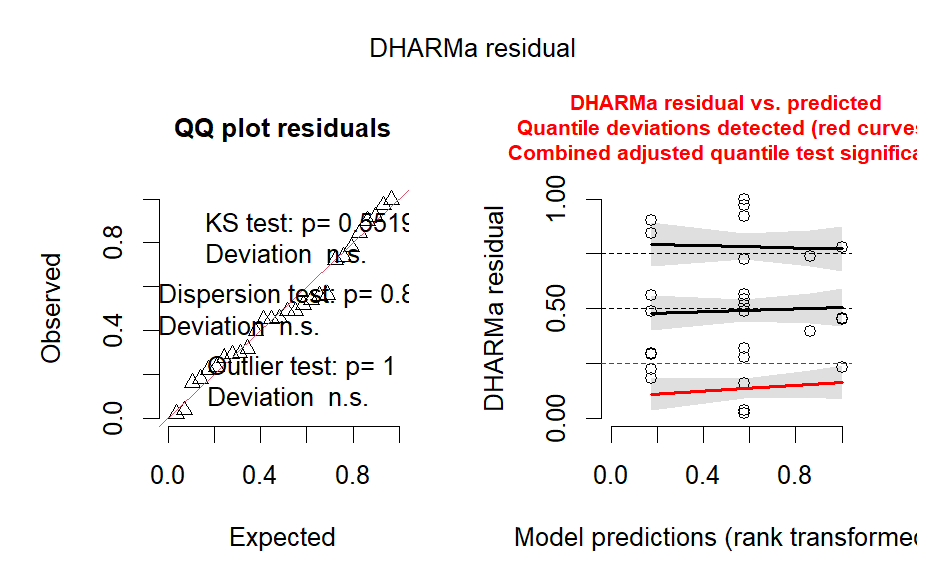 DHARMa residual
QQ plot residuals
KS test: p= 0.6519
Deviation n.s.
Dispersion test: p= 0.8
Deviation n.s.
Outlier test: p= 1
Deviation n.s.
Observed
0.0 0.4 0.8
0.0 0.4 0.8
Expected
DHARMa residual vs. predicted
Quantile deviations detected (red curves
Combined adjusted quantile test significa
DHARMa residual
0.00 0.50 1.00
0.0 0.4 0.8
Model predictions (rank transformed